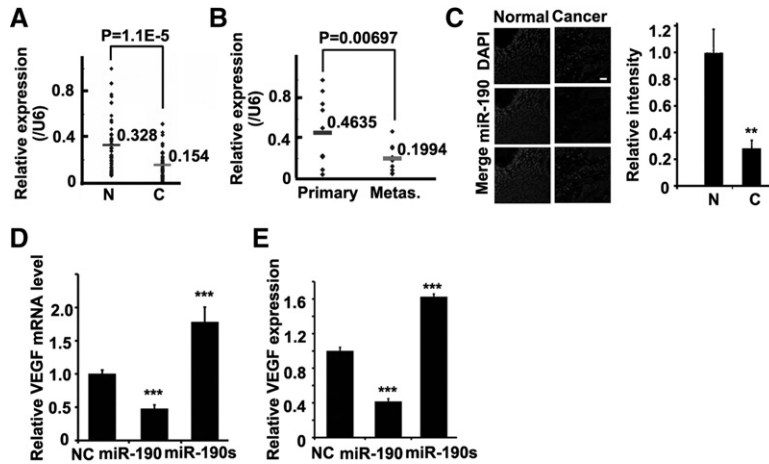 A
P=1.1E-5
Relative expression
(/U6)
0.8
0.4
0
0.328
0.154
N C
B
P=0.00697
Relative expression
(/U6)
0.8
0.4
0
0.4635
0.1994
Primary Metas.
C
Normal Cancer
Merge miR-190 DAPI
Relative intensity
1.2
1.0
0.8
0.6
0.4
0.2
0
**
N C
D
Relative VEGF mRNA level
2.0
1.5
1.0
0.5
0.0
***
***
NC miR-190 miR-190s
E
Relative VEGF expression
1.6
1.2
0.8
0.4
0
***
***
NC miR-190 miR-190s